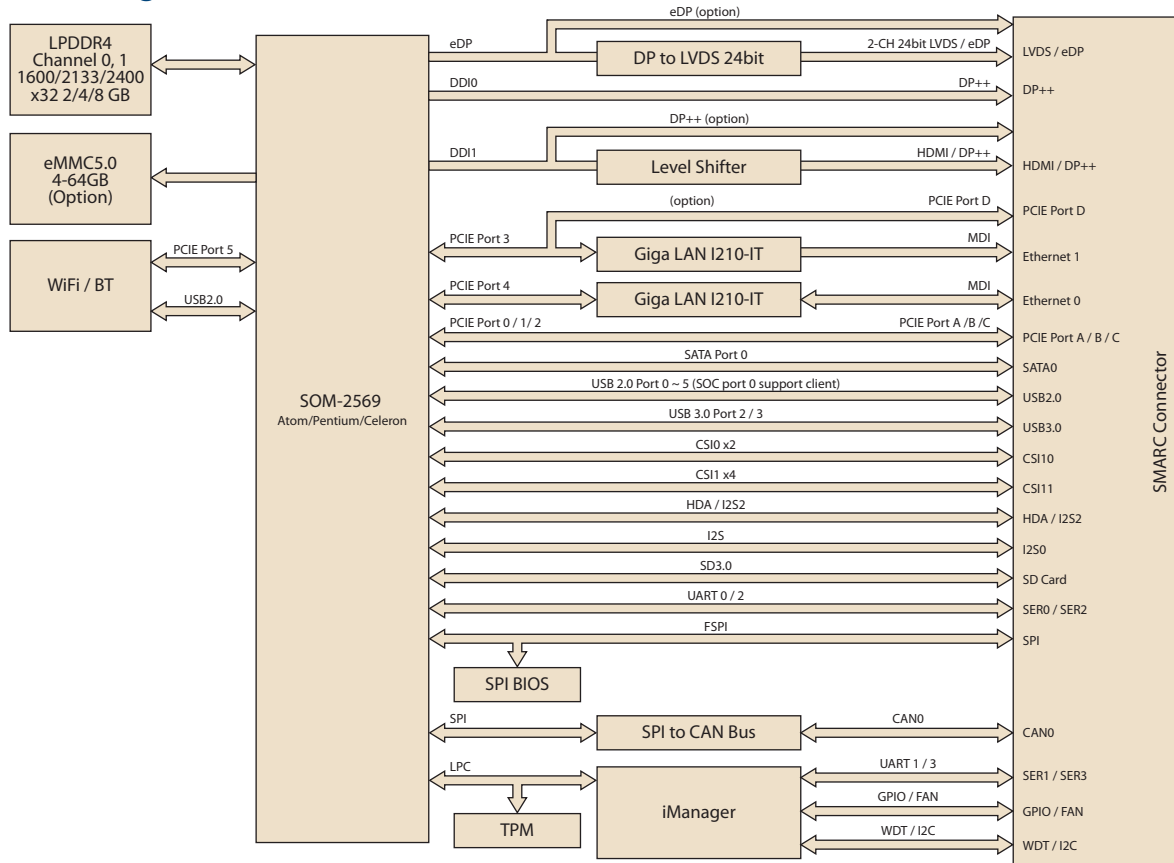 LPDDR4
Channel 0, 1
1600/2133/2400
x32 2/4/8 GB
eMMC5.0
4-64GB
(Option)
WiFi / BT
PCIE Port 5
USB2.0
SOM-2569
Atom/Pentium/Celeron
eDP (option)
eDP
DP to LVDS 24bit
2-CH 24bit LVDS / eDP
LVDS / eDP
DDI0
DP++
DP++
DP++ (option)
DDI1
Level Shifter
HDMI / DP++
HDMI / DP++
(option)
PCIE Port D
PCIE Port D
PCIE Port 3
Giga LAN I210-IT
MDI
Ethernet 1
PCIE Port 4
Giga LAN I210-IT
MDI
Ethernet 0
PCIE Port 0 / 1/ 2
PCIE Port A /B /C
PCIE Port A / B / C
SATA Port 0
SATA0
USB 2.0 Port 0 ~ 5 (SOC port 0 support client)
USB2.0
USB 3.0 Port 2 / 3
USB3.0
CSI0 x2
CSI10
CSI1 x4
CSI11
HDA / I2S2
HDA / I2S2
I2S
I2S0
SD3.0
SD Card
UART 0 / 2
SER0 / SER2
FSPI
SPI
SPI BIOS
SPI
SPI to CAN Bus
CAN0
CAN0
LPC
TPM
iManager
UART 1 / 3
SER1 / SER3
GPIO / FAN
GPIO / FAN
WDT / I2C
WDT / I2C
SMARC Connector